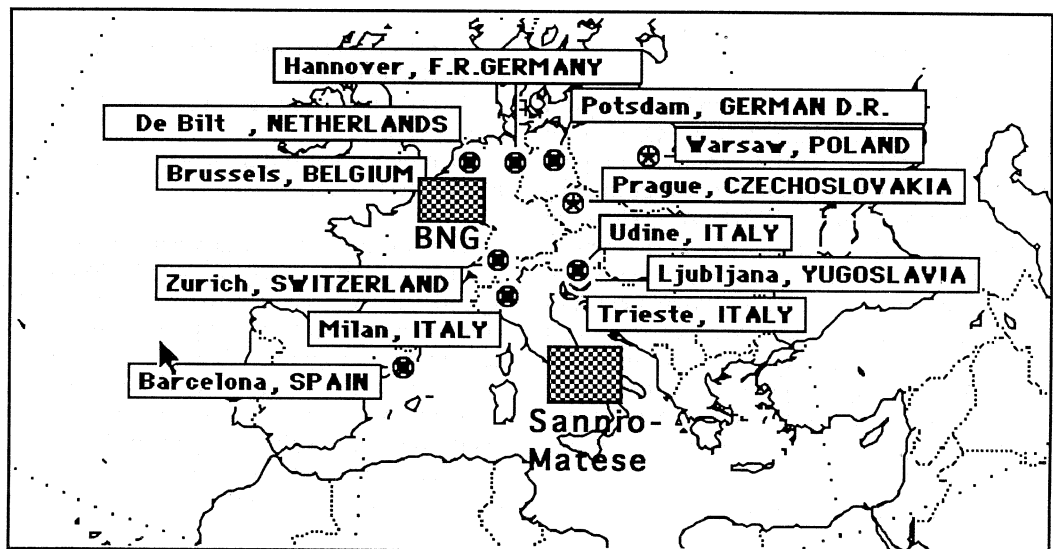 Hannover, F.R.GERMANY
Potsdam, GERMAN D.R.
De Bilt , NETHERLANDS
Warsaw, POLAND
Brussels, BELGIUM
Prague, CZECHOSLOVAKIA
BNG
Udine, ITALY
Zurich, SWITZERLAND
Ljubljana, YUGOSLAVIA
Trieste, ITALY
Milan, ITALY
Barcelona, SPAIN
Sannio-
Matese